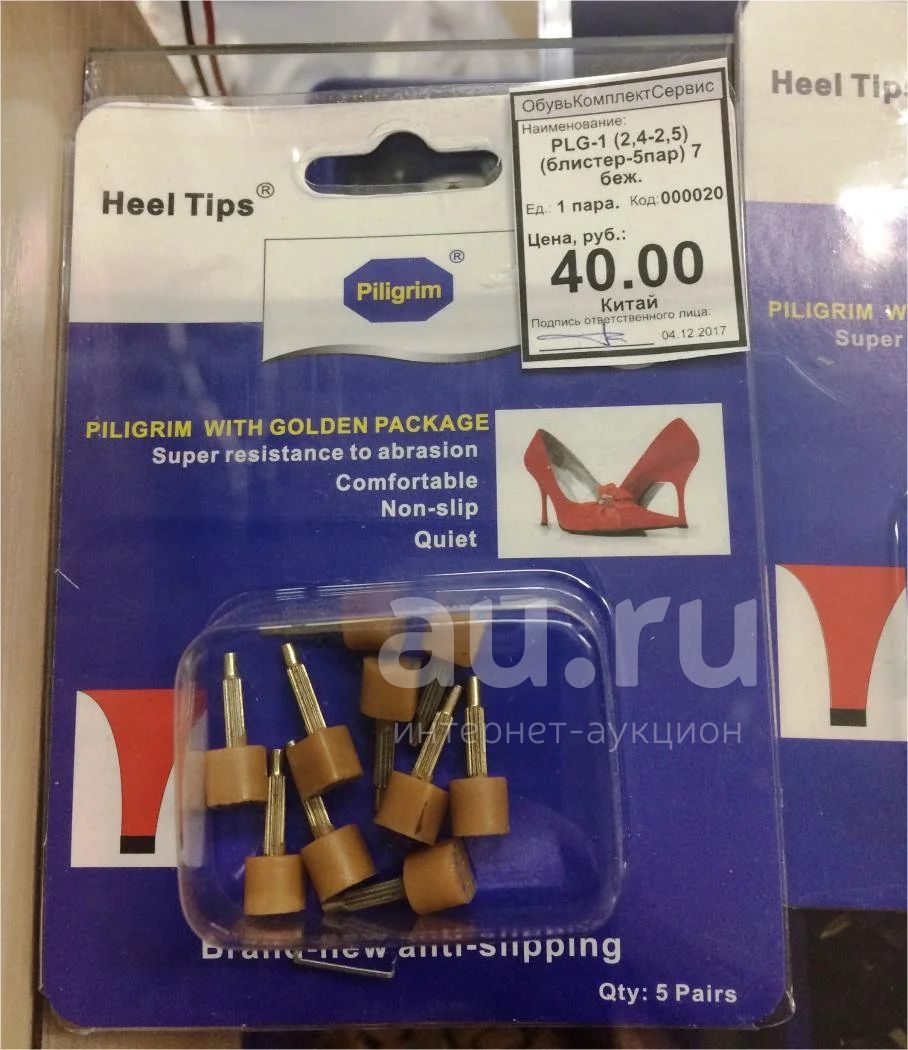 Heel Tips®
Piligrim®
ОбувьКомплектСервис
Наименование:
PLG-1 (2,4-2,5)
(блистер-5пар) 7
беж.
Ед.: 1 пара. Код:000020
Цена, руб.:
40.00
Китай
Подпись ответственного лица:
04.12.2017
PILIGRIM WITH GOLDEN PACKAGE
Super resistance to abrasion
Comfortable
Non-slip
Quiet
au.ru
интернет-аукцион
Brand-new anti-slipping
Qty: 5 Pairs
Heel Tip
PILIGRIM W
Super